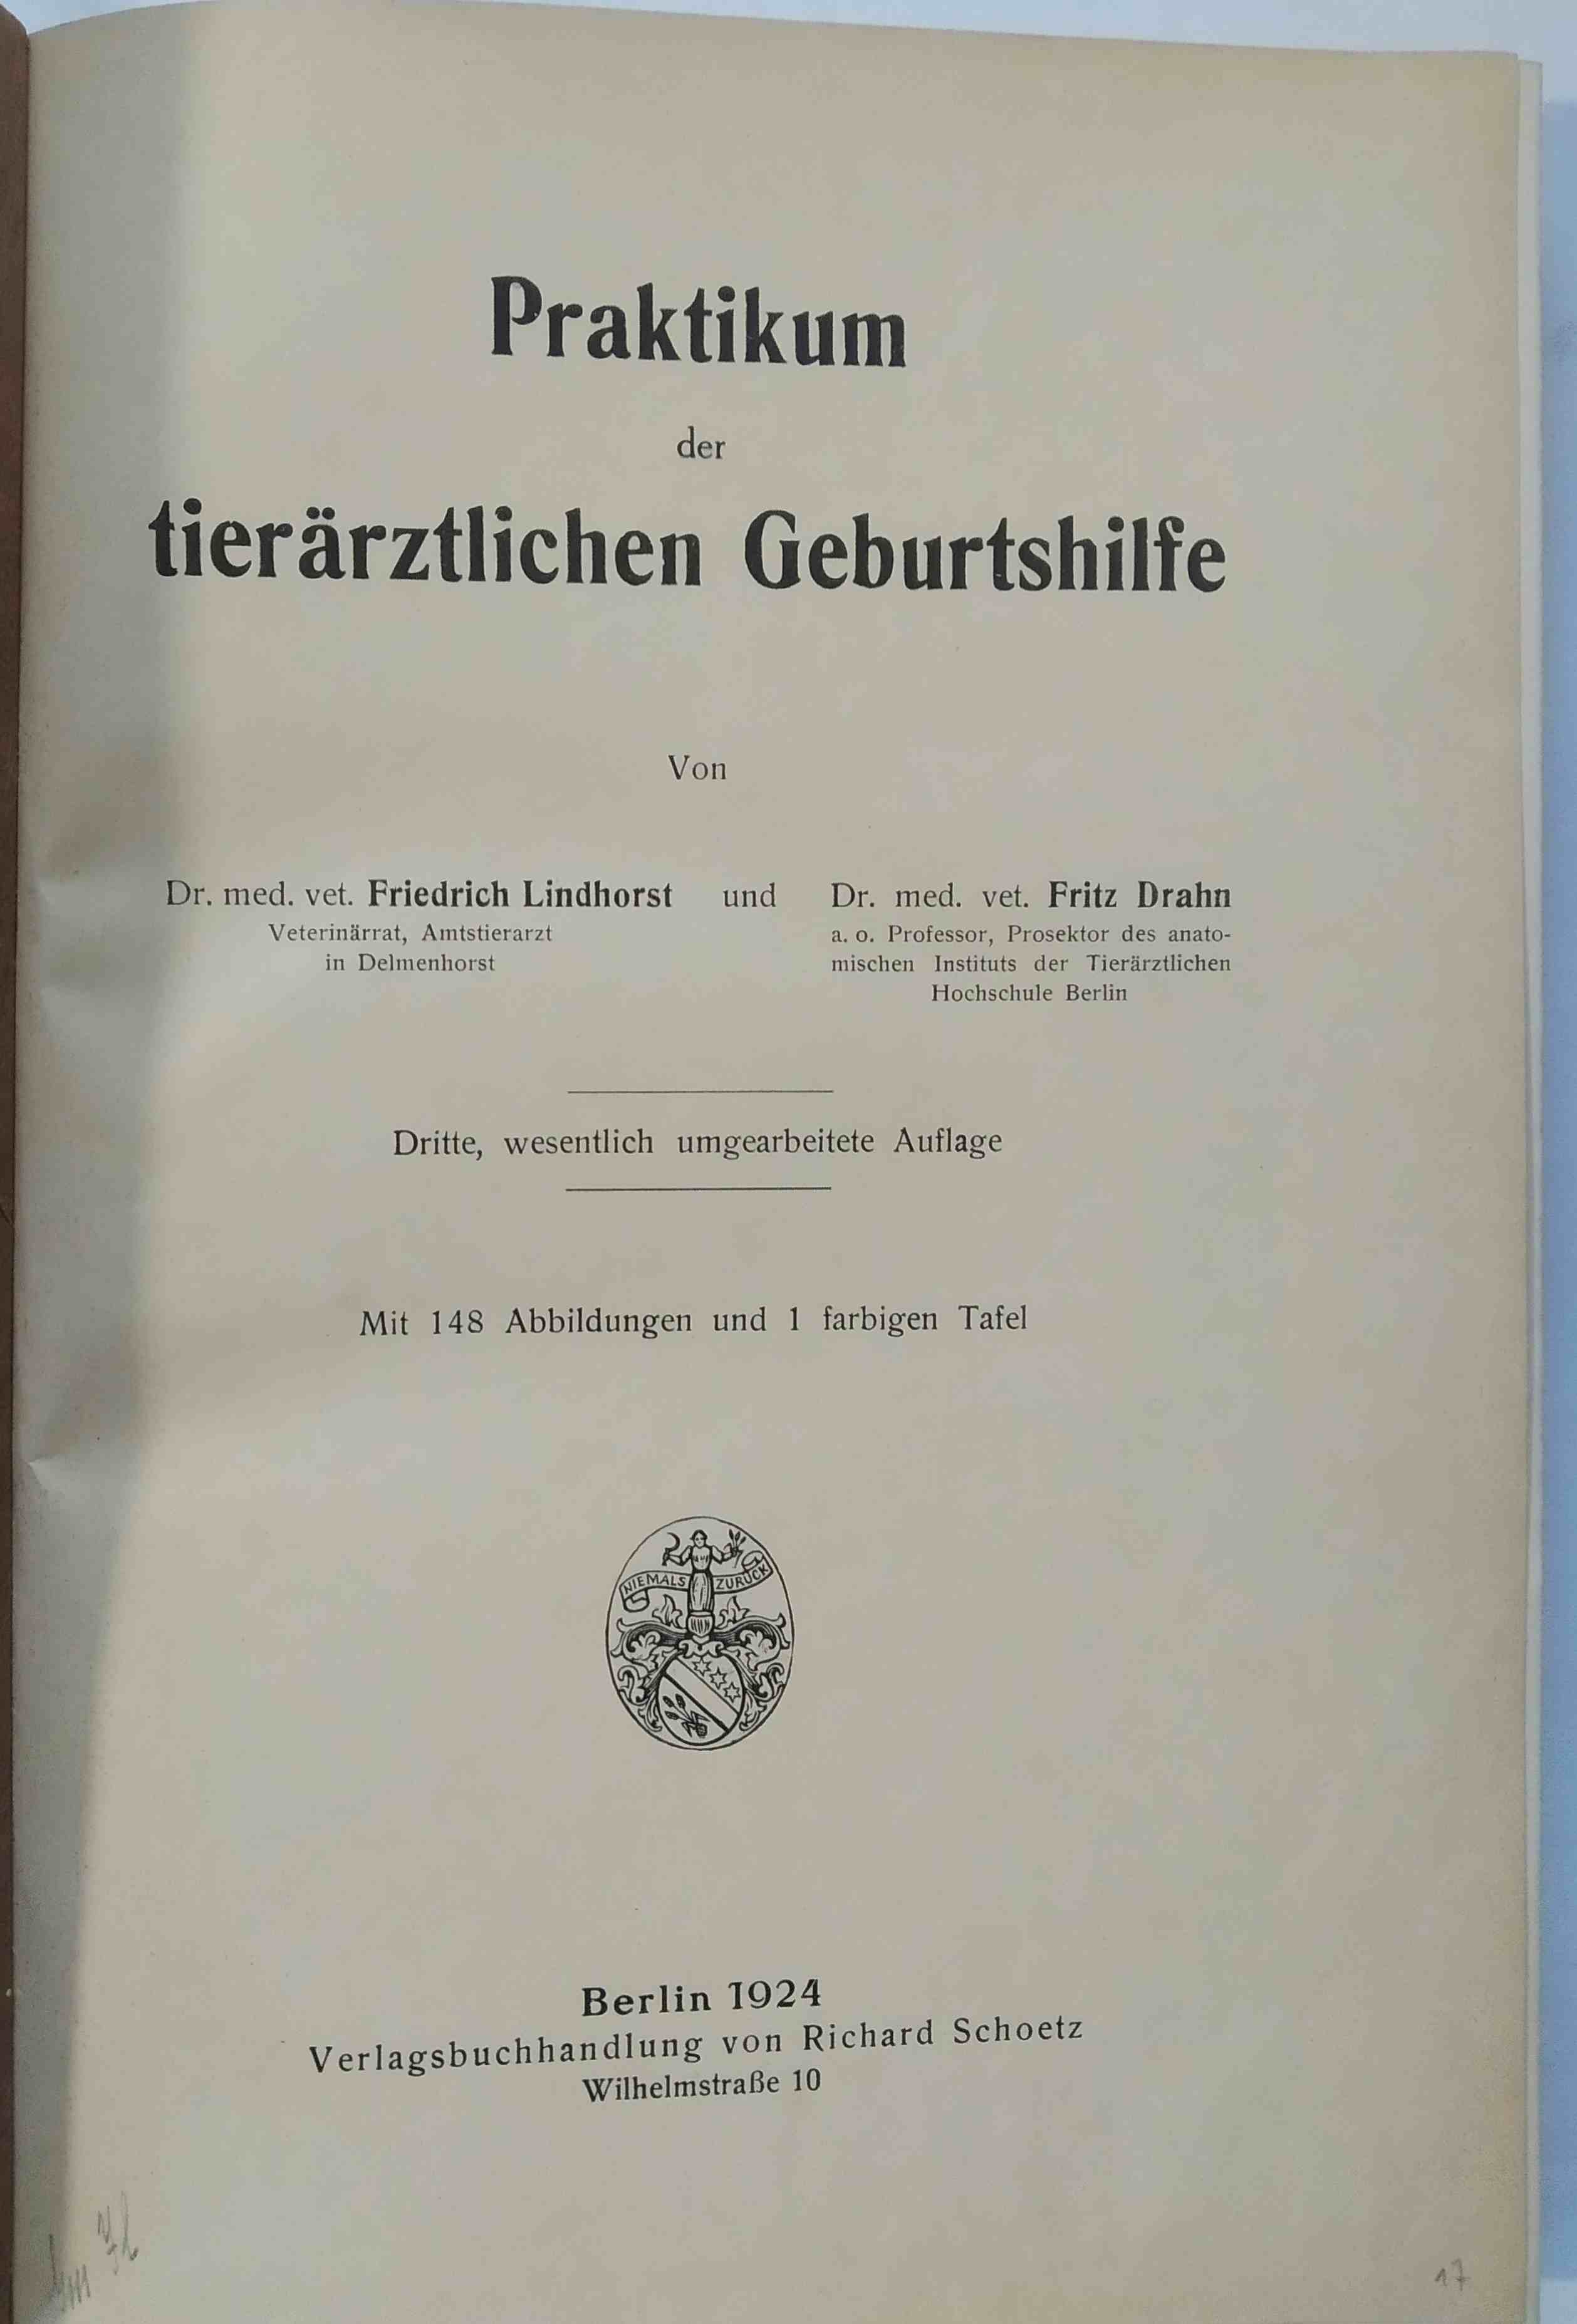 Praktikum
der
tierärztlichen Geburtshilfe
Von
Dr. med. vet. Friedrich Lindhorst und Dr. med. vet. Fritz Drahn
Veterinärrat, Amtstierarzt
in Delmenhorst
a. o. Professor, Prosektor des anato-
mischen Instituts der Tierärztlichen
Hochschule Berlin
Dritte, wesentlich umgearbeitete Auflage
Mit 148 Abbildungen und 1 farbigen Tafel
NIEMALS ZURÜCK
Berlin 1924
Verlagsbuchhandlung von Richard Schoetz
Wilhelmstraße 10
17